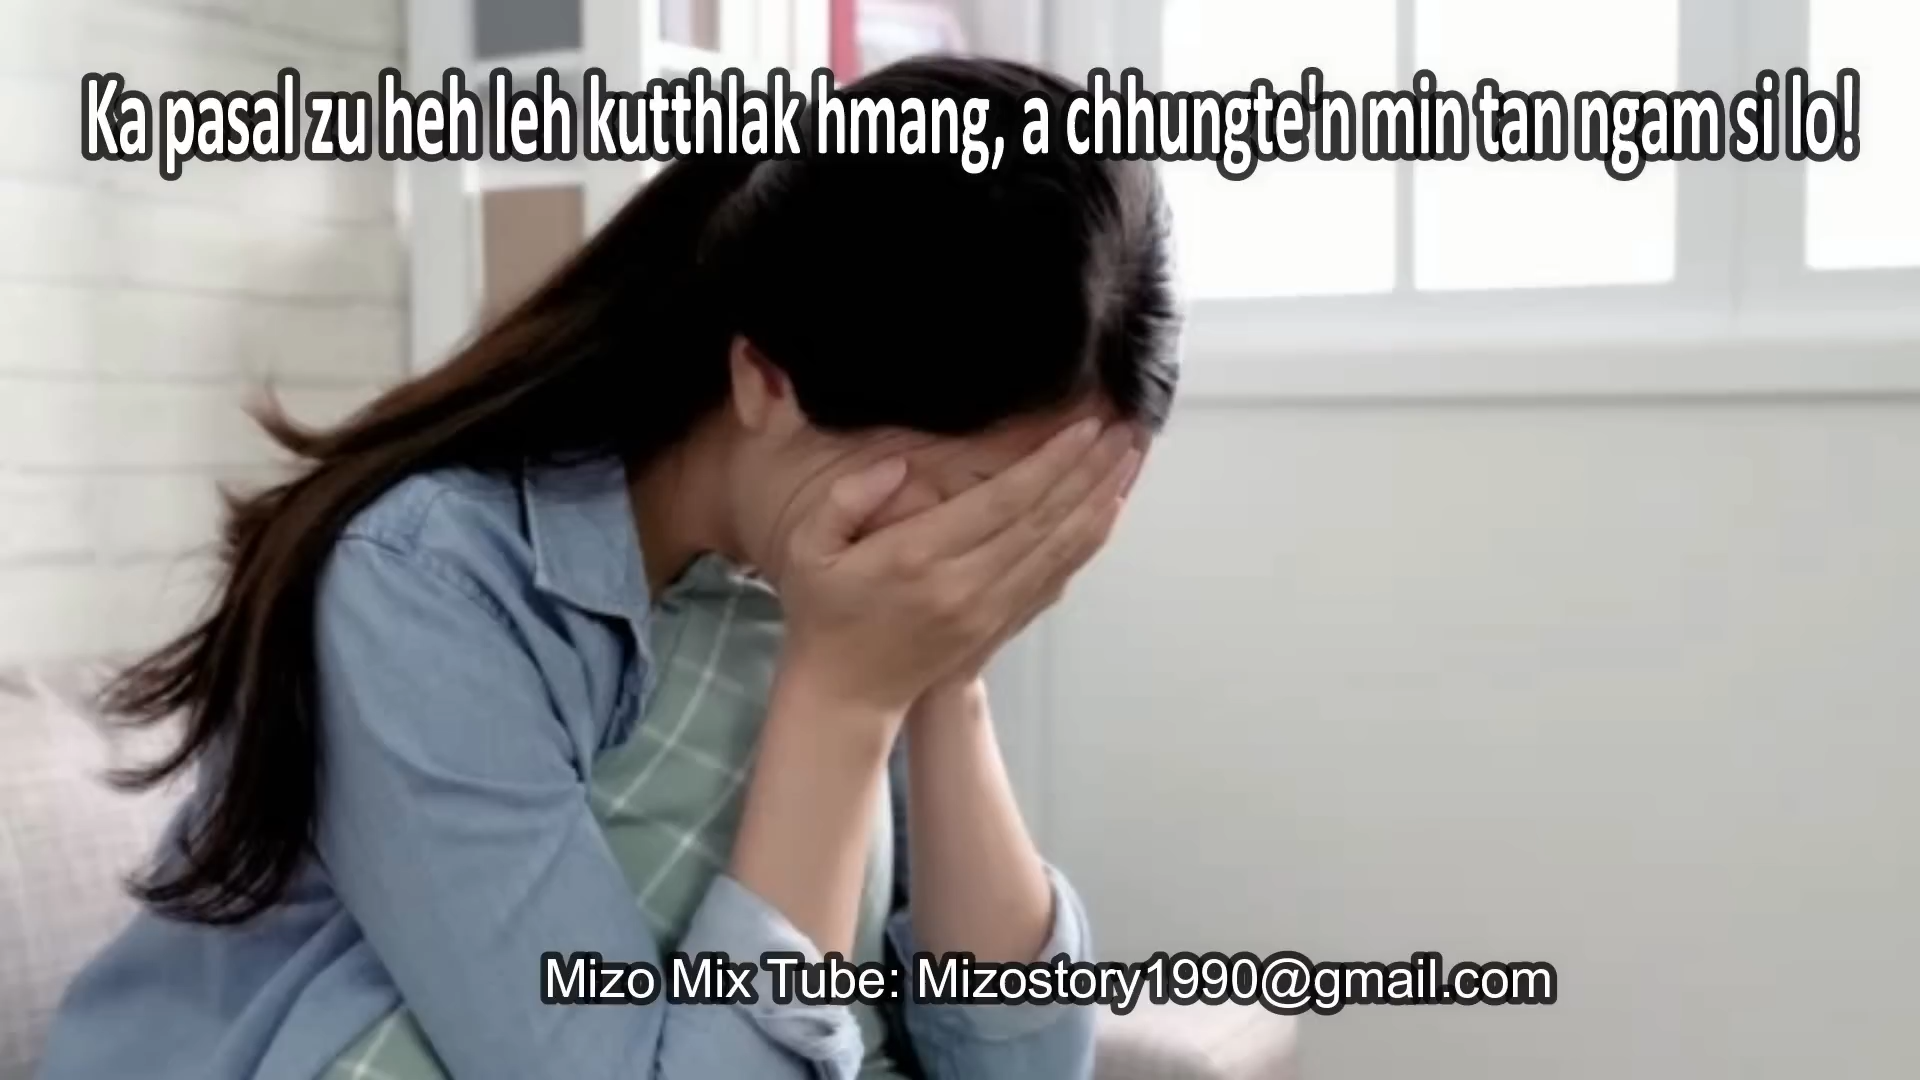 Ka pasal zu heh leh kutthlak hmang, a chhungte'n min tan ngam si lo!
Mizo Mix Tube: Mizostory1990@gmail.com